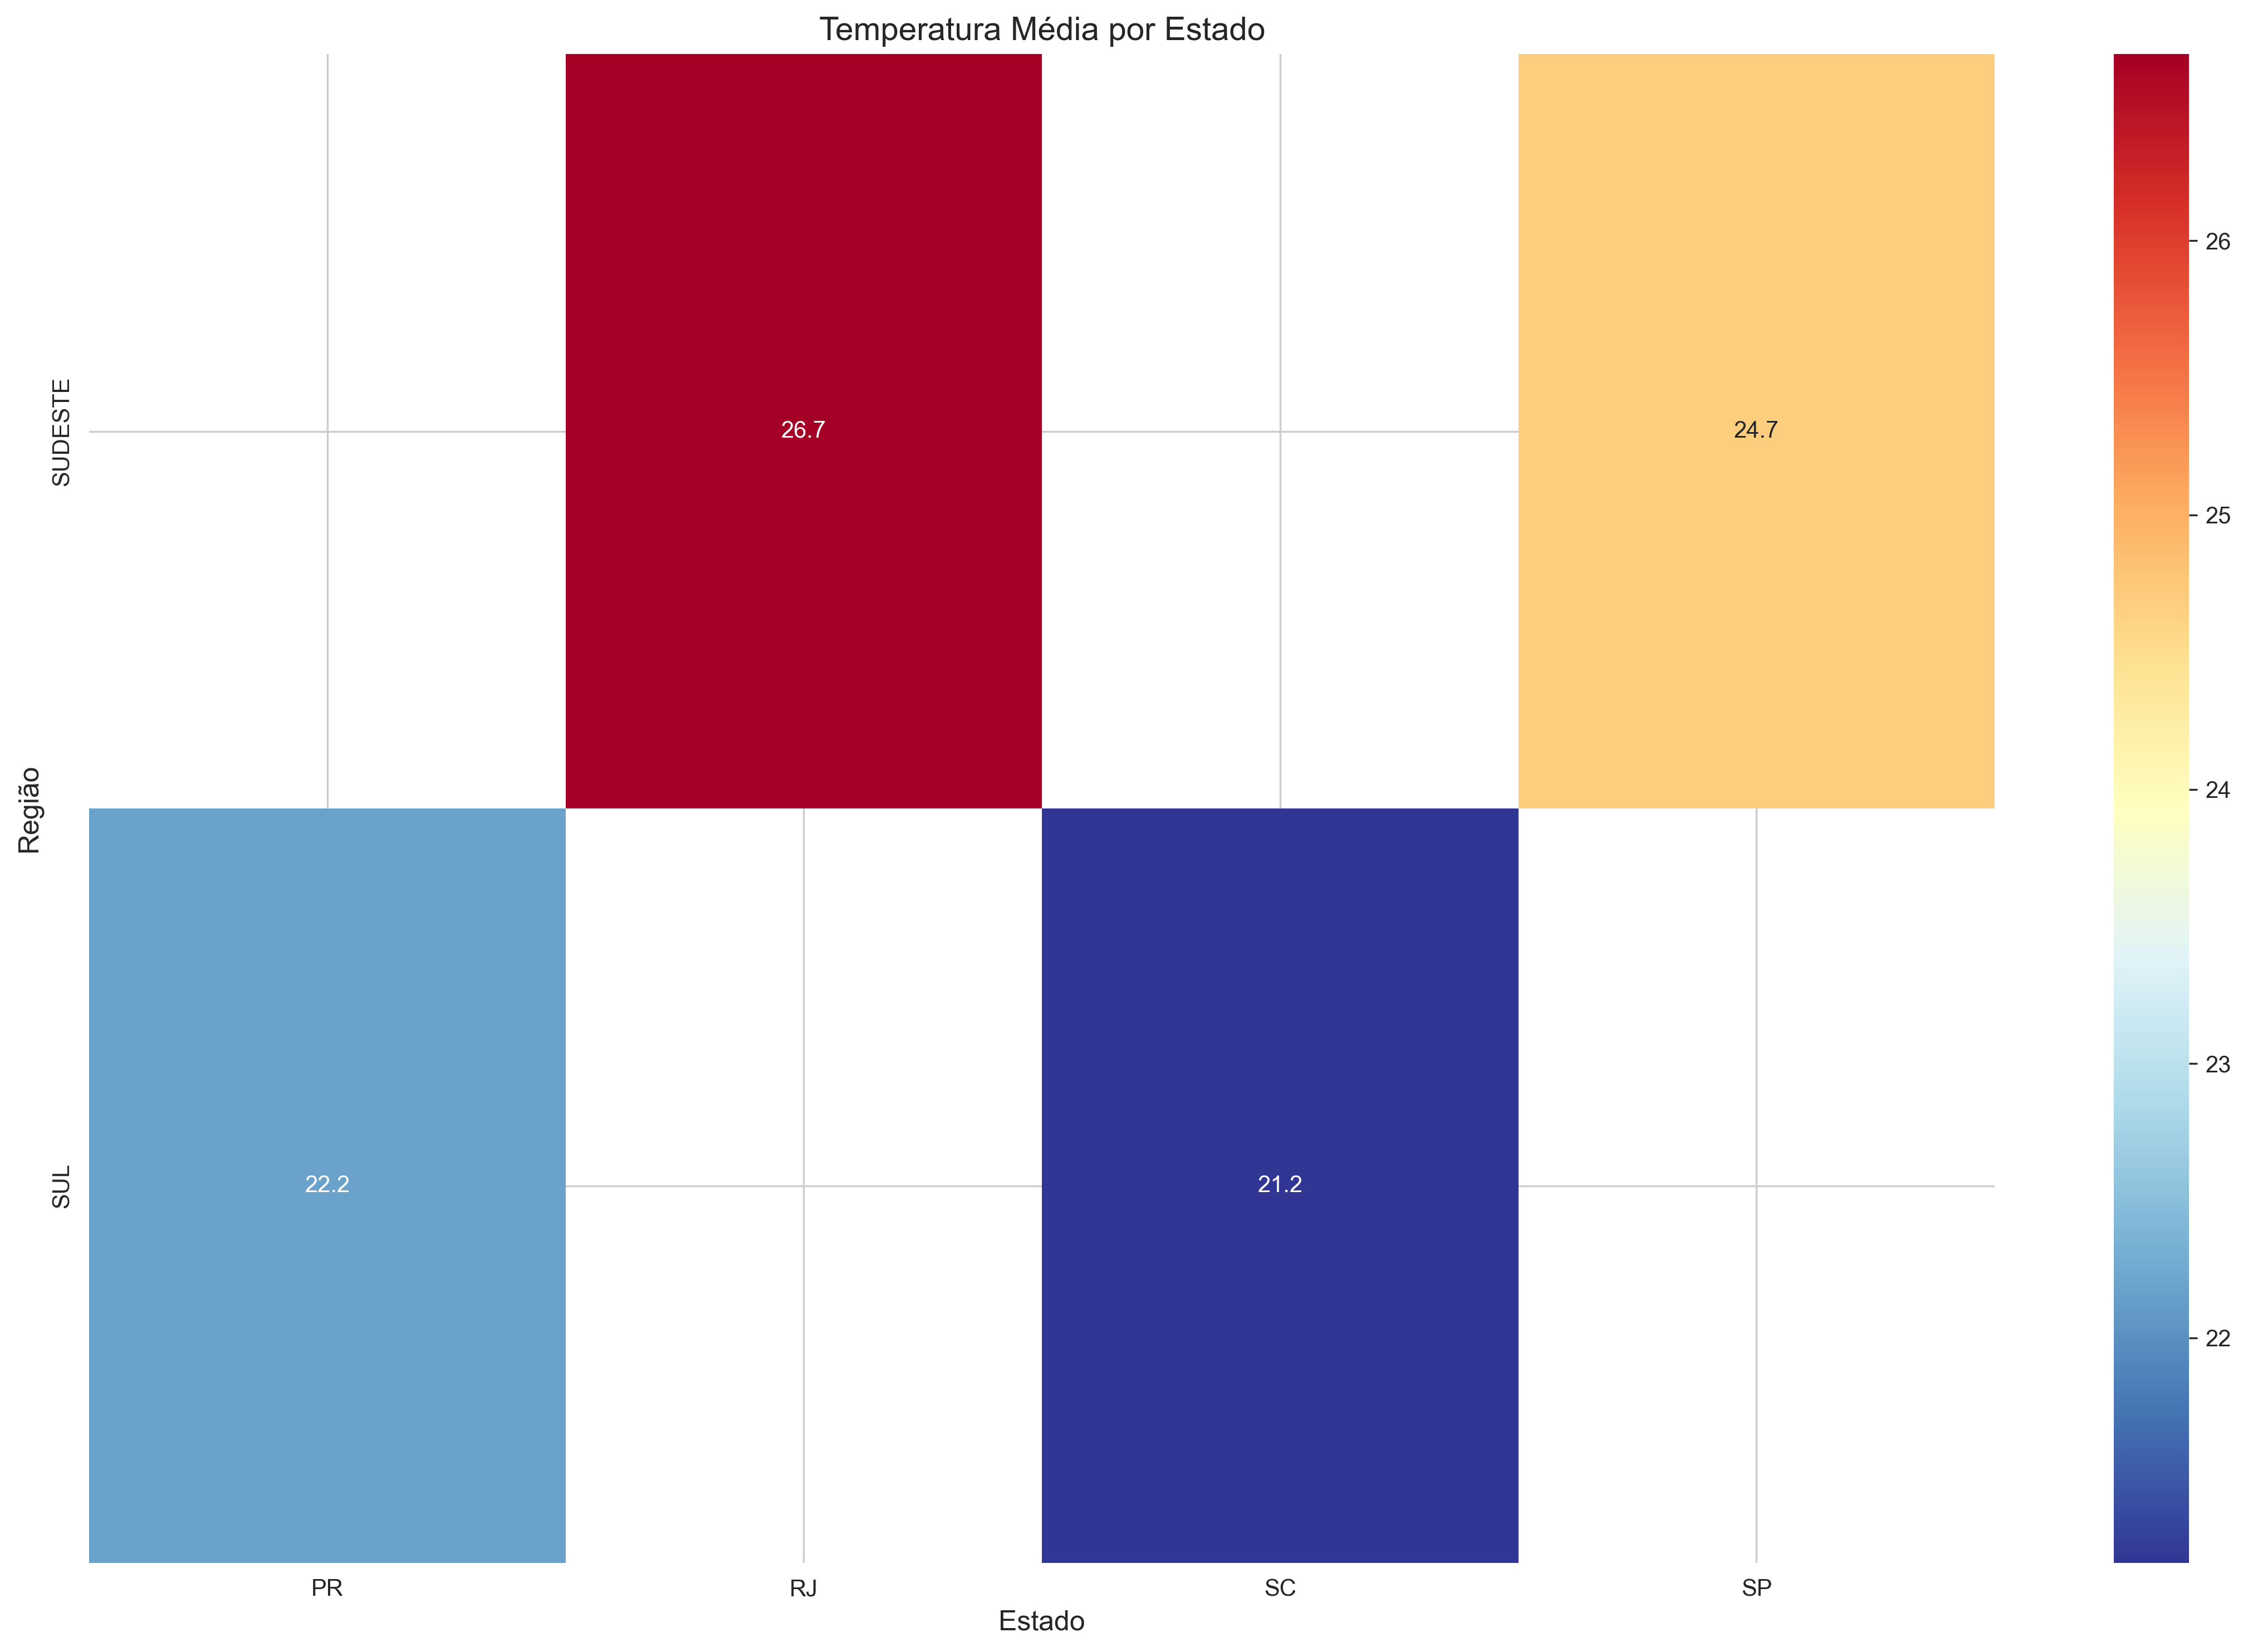 Temperatura Média por Estado
SUDESTE
26.7
24.7
Região
SUL
22.2
21.2
PR
RJ
SC
SP
Estado
26
25
24
23
22